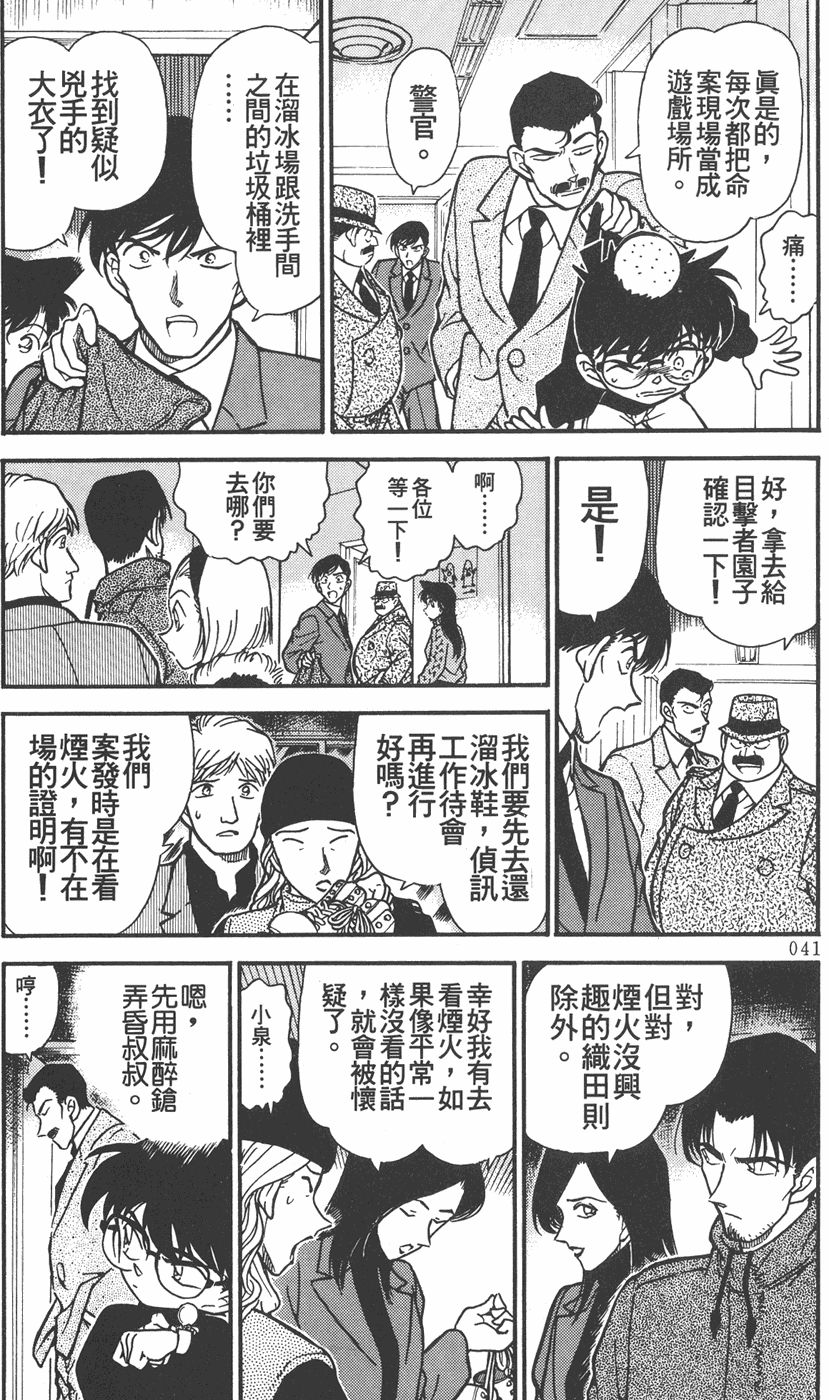 真是的，
每次都把命
案現場當成
遊戲場所。
痛……
警官。
在溜冰場跟洗手間
之間的垃圾桶裡
……
找到疑似
兇手的
大衣了！
好，拿去給
目擊者園子
確認一下！
是！
啊……
各位
等一下！
你們要
去哪？
我們要先去還
溜冰鞋，偵訊
工作待會
再進行
好嗎？
我們
案發時是在看
煙火，有不在
場的證明啊！
041
對，
但對
煙火沒興
趣的織田則
除外。
幸好我有去
看煙火，如
果像平常一
樣沒看的話
，就會被懷
疑了。
小泉……
嗯，
先用麻醉鎗
弄昏叔叔。
哼……